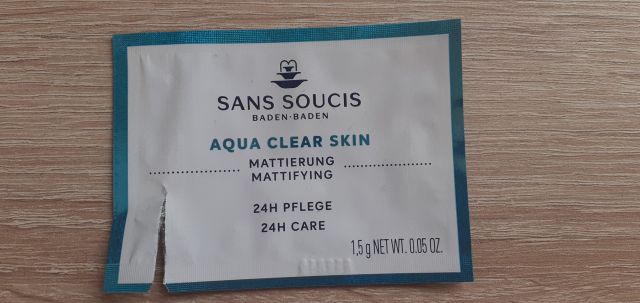 SANS SOUCIS
BADEN·BADEN
AQUA CLEAR SKIN
MATTIERUNG
MATTIFYING
24H PFLEGE
24H CARE
1,5 g NET WT. 0.05 OZ.